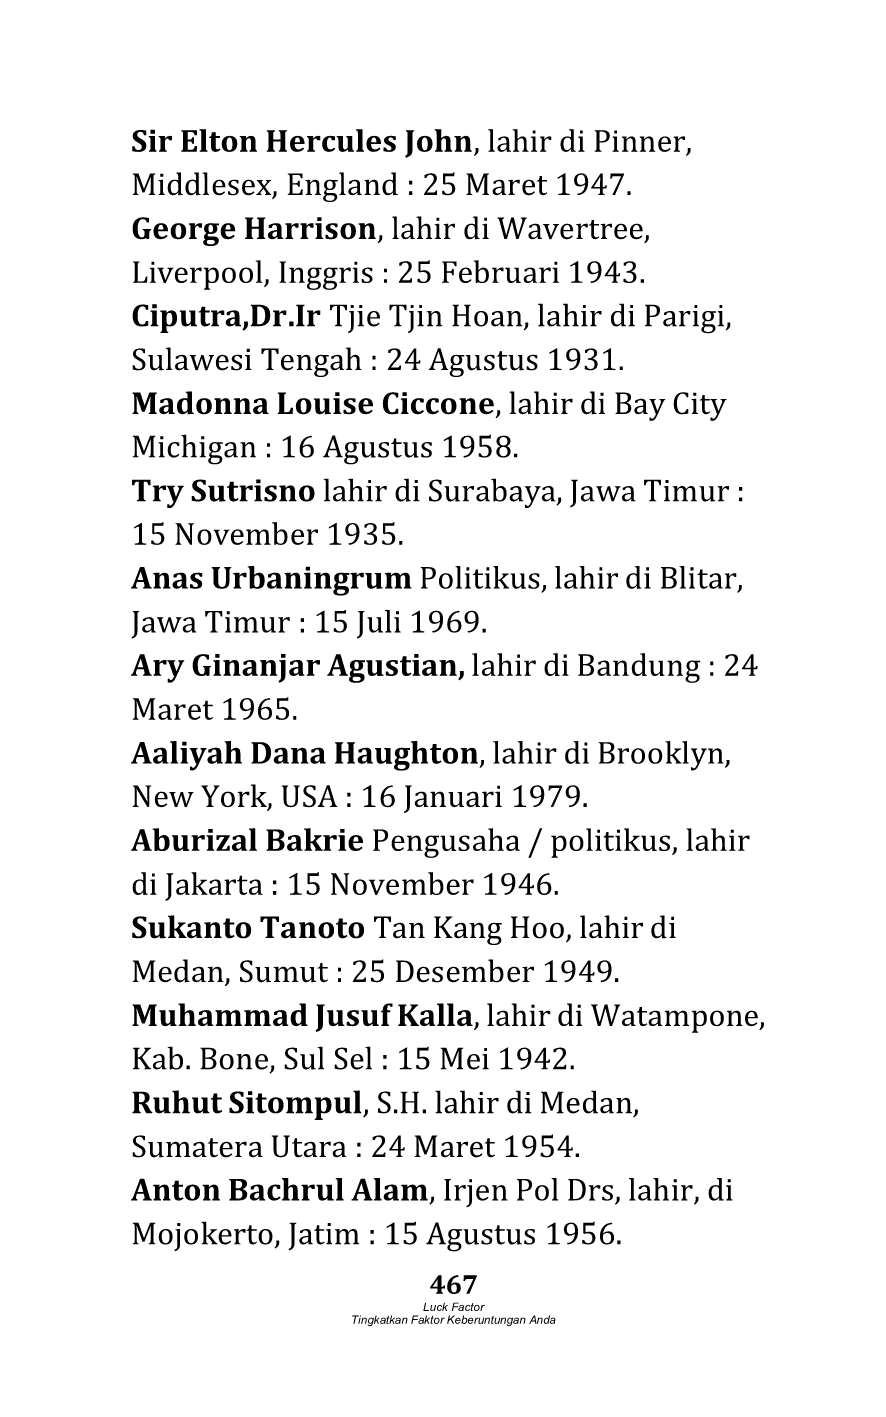 Sir Elton Hercules John, lahir di Pinner,
Middlesex, England : 25 Maret 1947.
George Harrison, lahir di Wavertree,
Liverpool, Inggris : 25 Februari 1943.
Ciputra,Dr.Ir Tjie Tjin Hoan, lahir di Parigi,
Sulawesi Tengah : 24 Agustus 1931.
Madonna Louise Ciccone, lahir di Bay City
Michigan : 16 Agustus 1958.
Try Sutrisno lahir di Surabaya, Jawa Timur :
15 November 1935.
Anas Urbaningrum Politikus, lahir di Blitar,
Jawa Timur : 15 Juli 1969.
Ary Ginanjar Agustian, lahir di Bandung : 24
Maret 1965.
Aaliyah Dana Haughton, lahir di Brooklyn,
New York, USA : 16 Januari 1979.
Aburizal Bakrie Pengusaha / politikus, lahir
di Jakarta : 15 November 1946.
Sukanto Tanoto Tan Kang Hoo, lahir di
Medan, Sumut : 25 Desember 1949.
Muhammad Jusuf Kalla, lahir di Watampone,
Kab. Bone, Sul Sel : 15 Mei 1942.
Ruhut Sitompul, S.H. lahir di Medan,
Sumatera Utara : 24 Maret 1954.
Anton Bachrul Alam, Irjen Pol Drs, lahir, di
Mojokerto, Jatim : 15 Agustus 1956.
467
Luck Factor
Tingkatkan Faktor Keberuntungan Anda